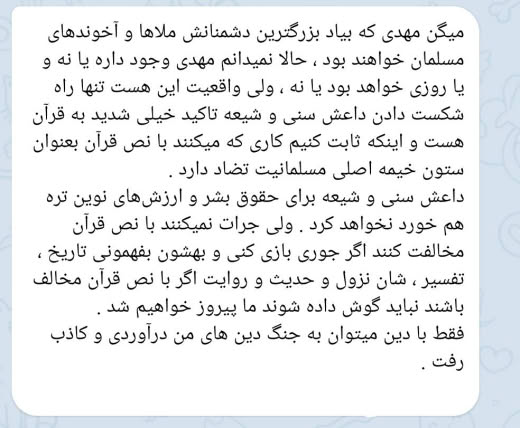 میگن مهدی که بیاد بزرگترین دشمنانش ملاها و آخوندهای
مسلمان خواهند بود ، حالا نمیدانم مهدی وجود داره یا نه و
یا روزی خواهد بود یا نه ، ولی واقعیت این هست تنها راه
شکست دادن داعش سنی و شیعه تاکید خیلی شدید به قرآن
هست و اینکه ثابت کنیم کاری که میکنند با نص قرآن بعنوان
ستون خیمه اصلی مسلمانیت تضاد دارد .
داعش سنی و شیعه برای حقوق بشر و ارزش‌های نوین تره
هم خورد نخواهد کرد . ولی جرات نمیکنند با نص قرآن
مخالفت کنند اگر جوری بازی کنی و بهشون بفهمونی تاریخ ،
تفسیر ، شان نزول و حدیث و روایت اگر با نص قرآن مخالف
باشند نباید گوش داده شوند ما پیروز خواهیم شد .
فقط با دین میتوان به جنگ دین های من درآوردی و کاذب
رفت .